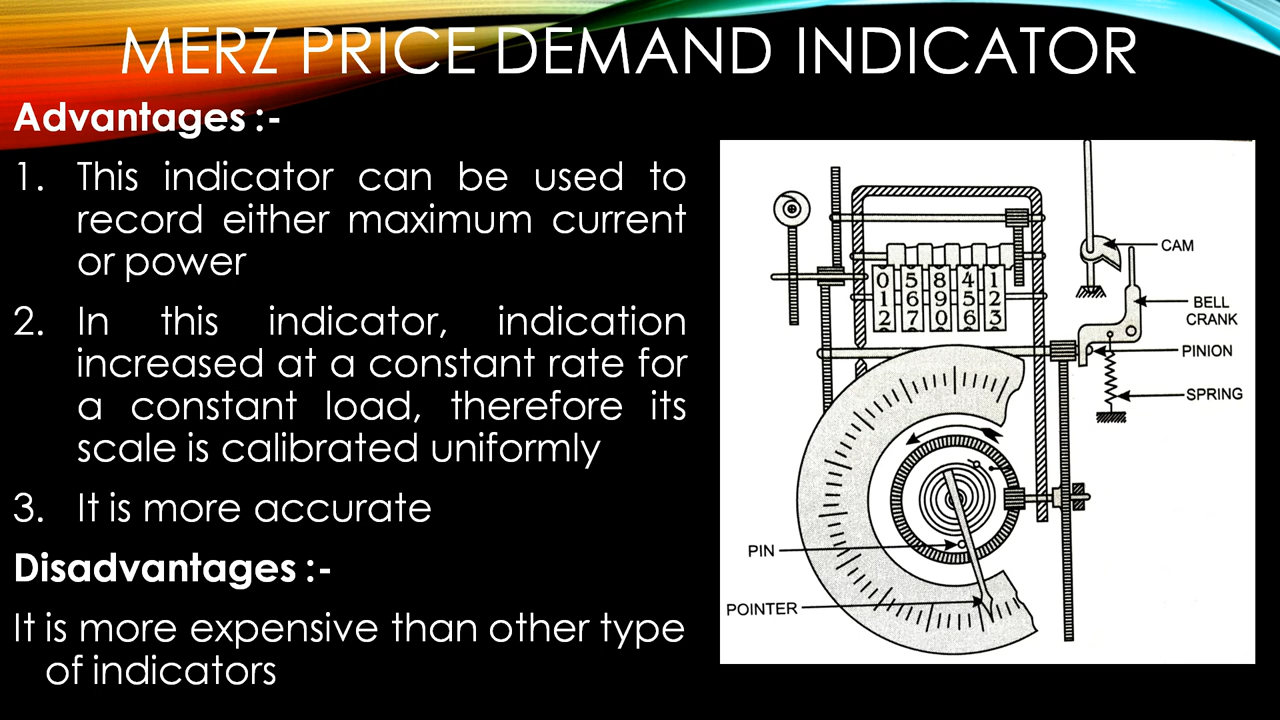 MERZ PRICE DEMAND INDICATOR
Advantages :-
1. This indicator can be used to
record either maximum current
or power
2. In this indicator, indication
increased at a constant rate for
a constant load, therefore its
scale is calibrated uniformly
3. It is more accurate
Disadvantages :-
It is more expensive than other type
of indicators
CAM
BELL
CRANK
PINION
SPRING
0 5 8 4 1
1 6 9 5 2
2 7 0 6 3
PIN
POINTER